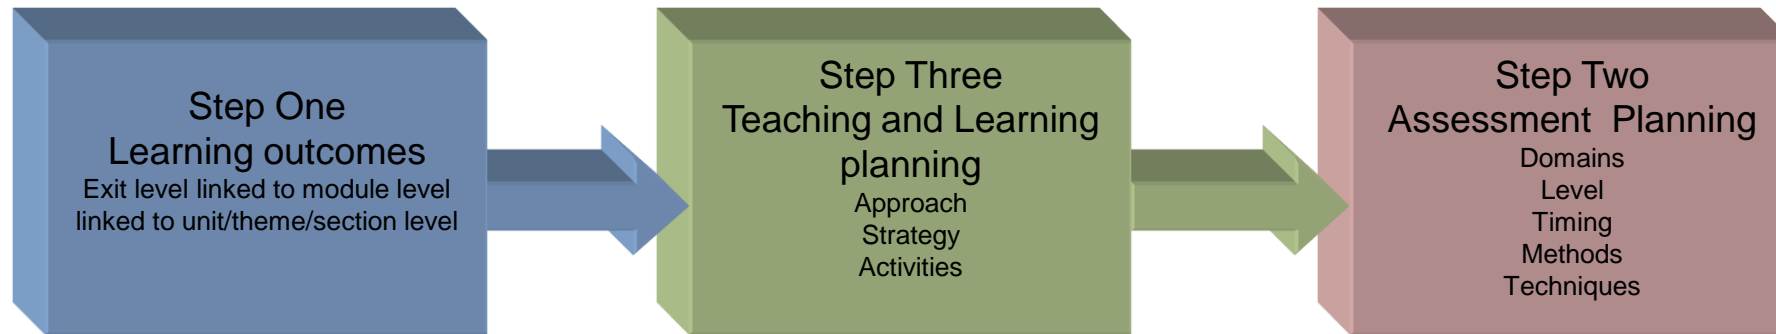 Step One
Learning outcomes
Exit level linked to module level
linked to unit/theme/section level
Step Three
Teaching and Learning
planning
Approach
Strategy
Activities
Step Two
Assessment  Planning
Domains
Level
Timing
Methods
Techniques